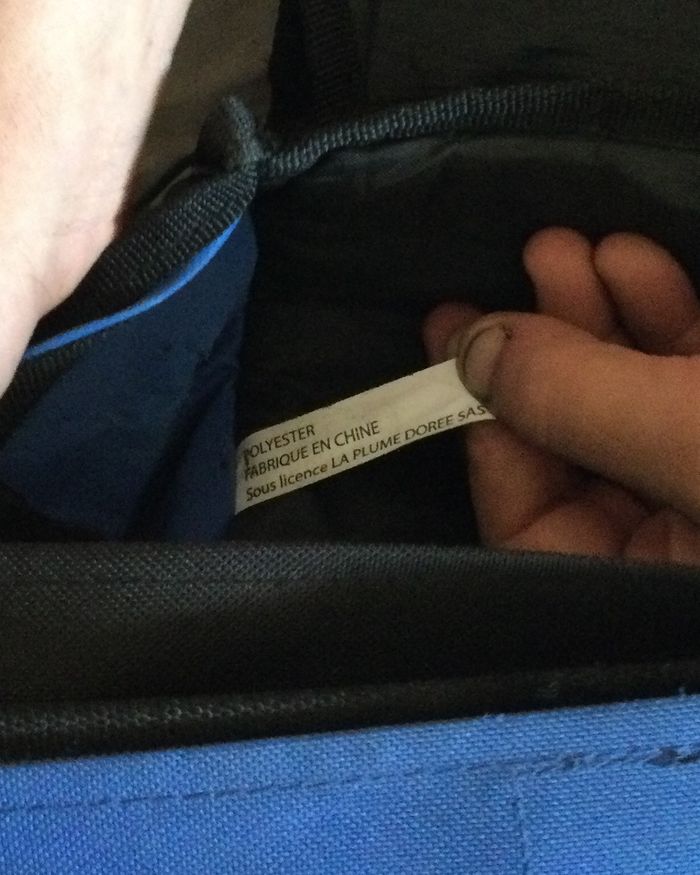 POLYESTER
FABRIQUE EN CHINE
Sous licence LA PLUME DOREE SAS